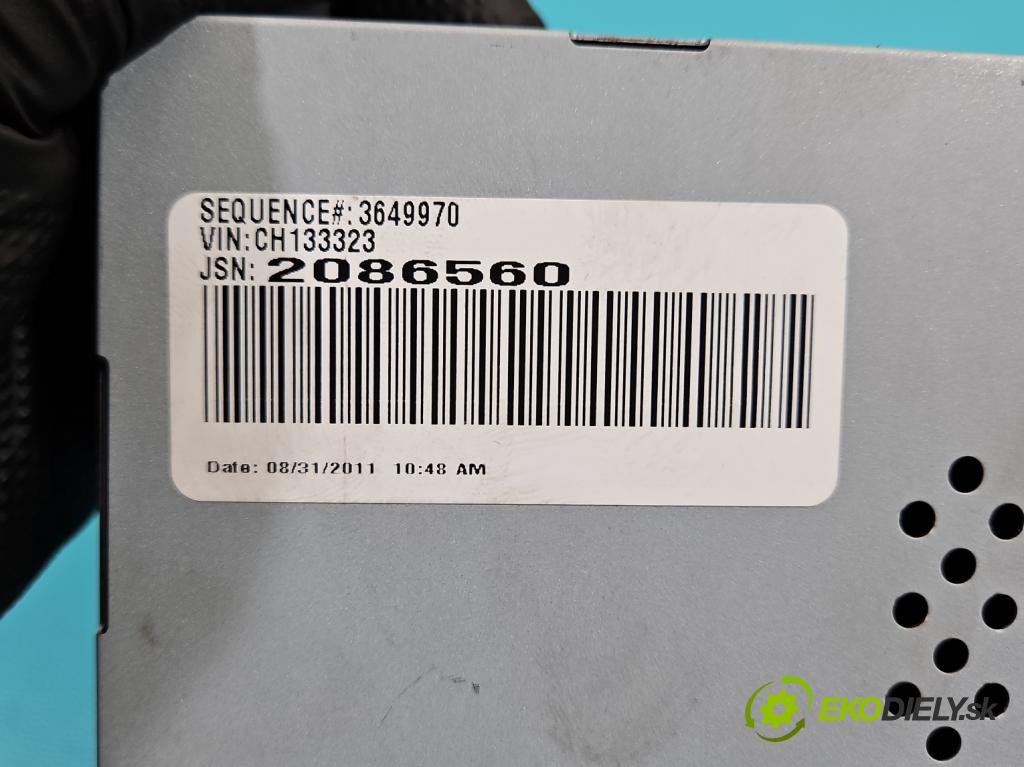 SEQUENCE#: 3649970
VIN: CH133323
JSN: 2086560
Date: 08/31/2011 10:48 AM
EKODIELY.sk